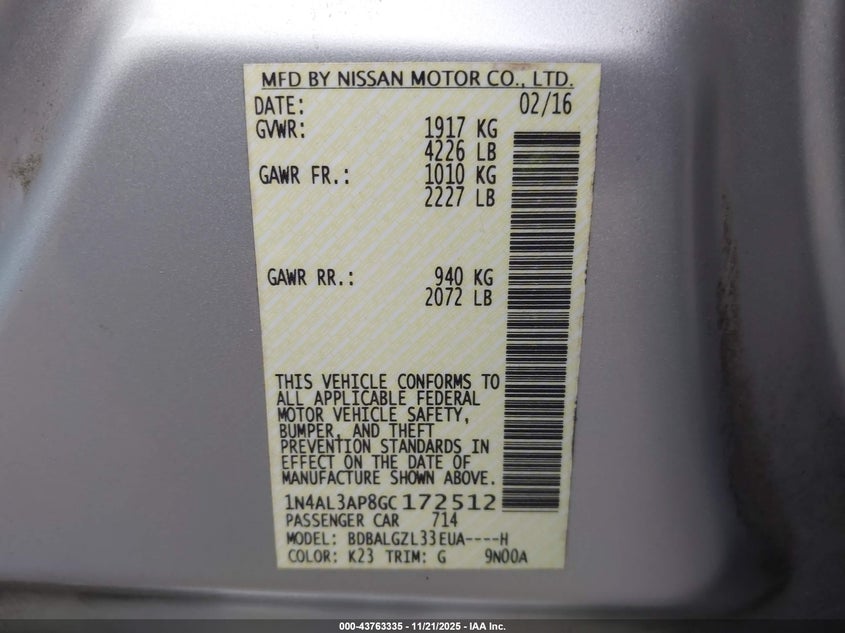 MFD BY NISSAN MOTOR CO., LTD.
DATE: 02/16
GVWR: 1917 KG
4226 LB
GAWR FR.: 1010 KG
2227 LB
GAWR RR.: 940 KG
2072 LB
THIS VEHICLE CONFORMS TO
ALL APPLICABLE FEDERAL
MOTOR VEHICLE SAFETY,
BUMPER, AND THEFT
PREVENTION STANDARDS IN
EFFECT ON THE DATE OF
MANUFACTURE SHOWN ABOVE.
1N4AL3AP8GC172512
PASSENGER CAR 714
MODEL: BDBALGZL33EUA----H
COLOR: K23 TRIM: G 9N00A
000-43763335 - 11/21/2025 - IAA Inc.